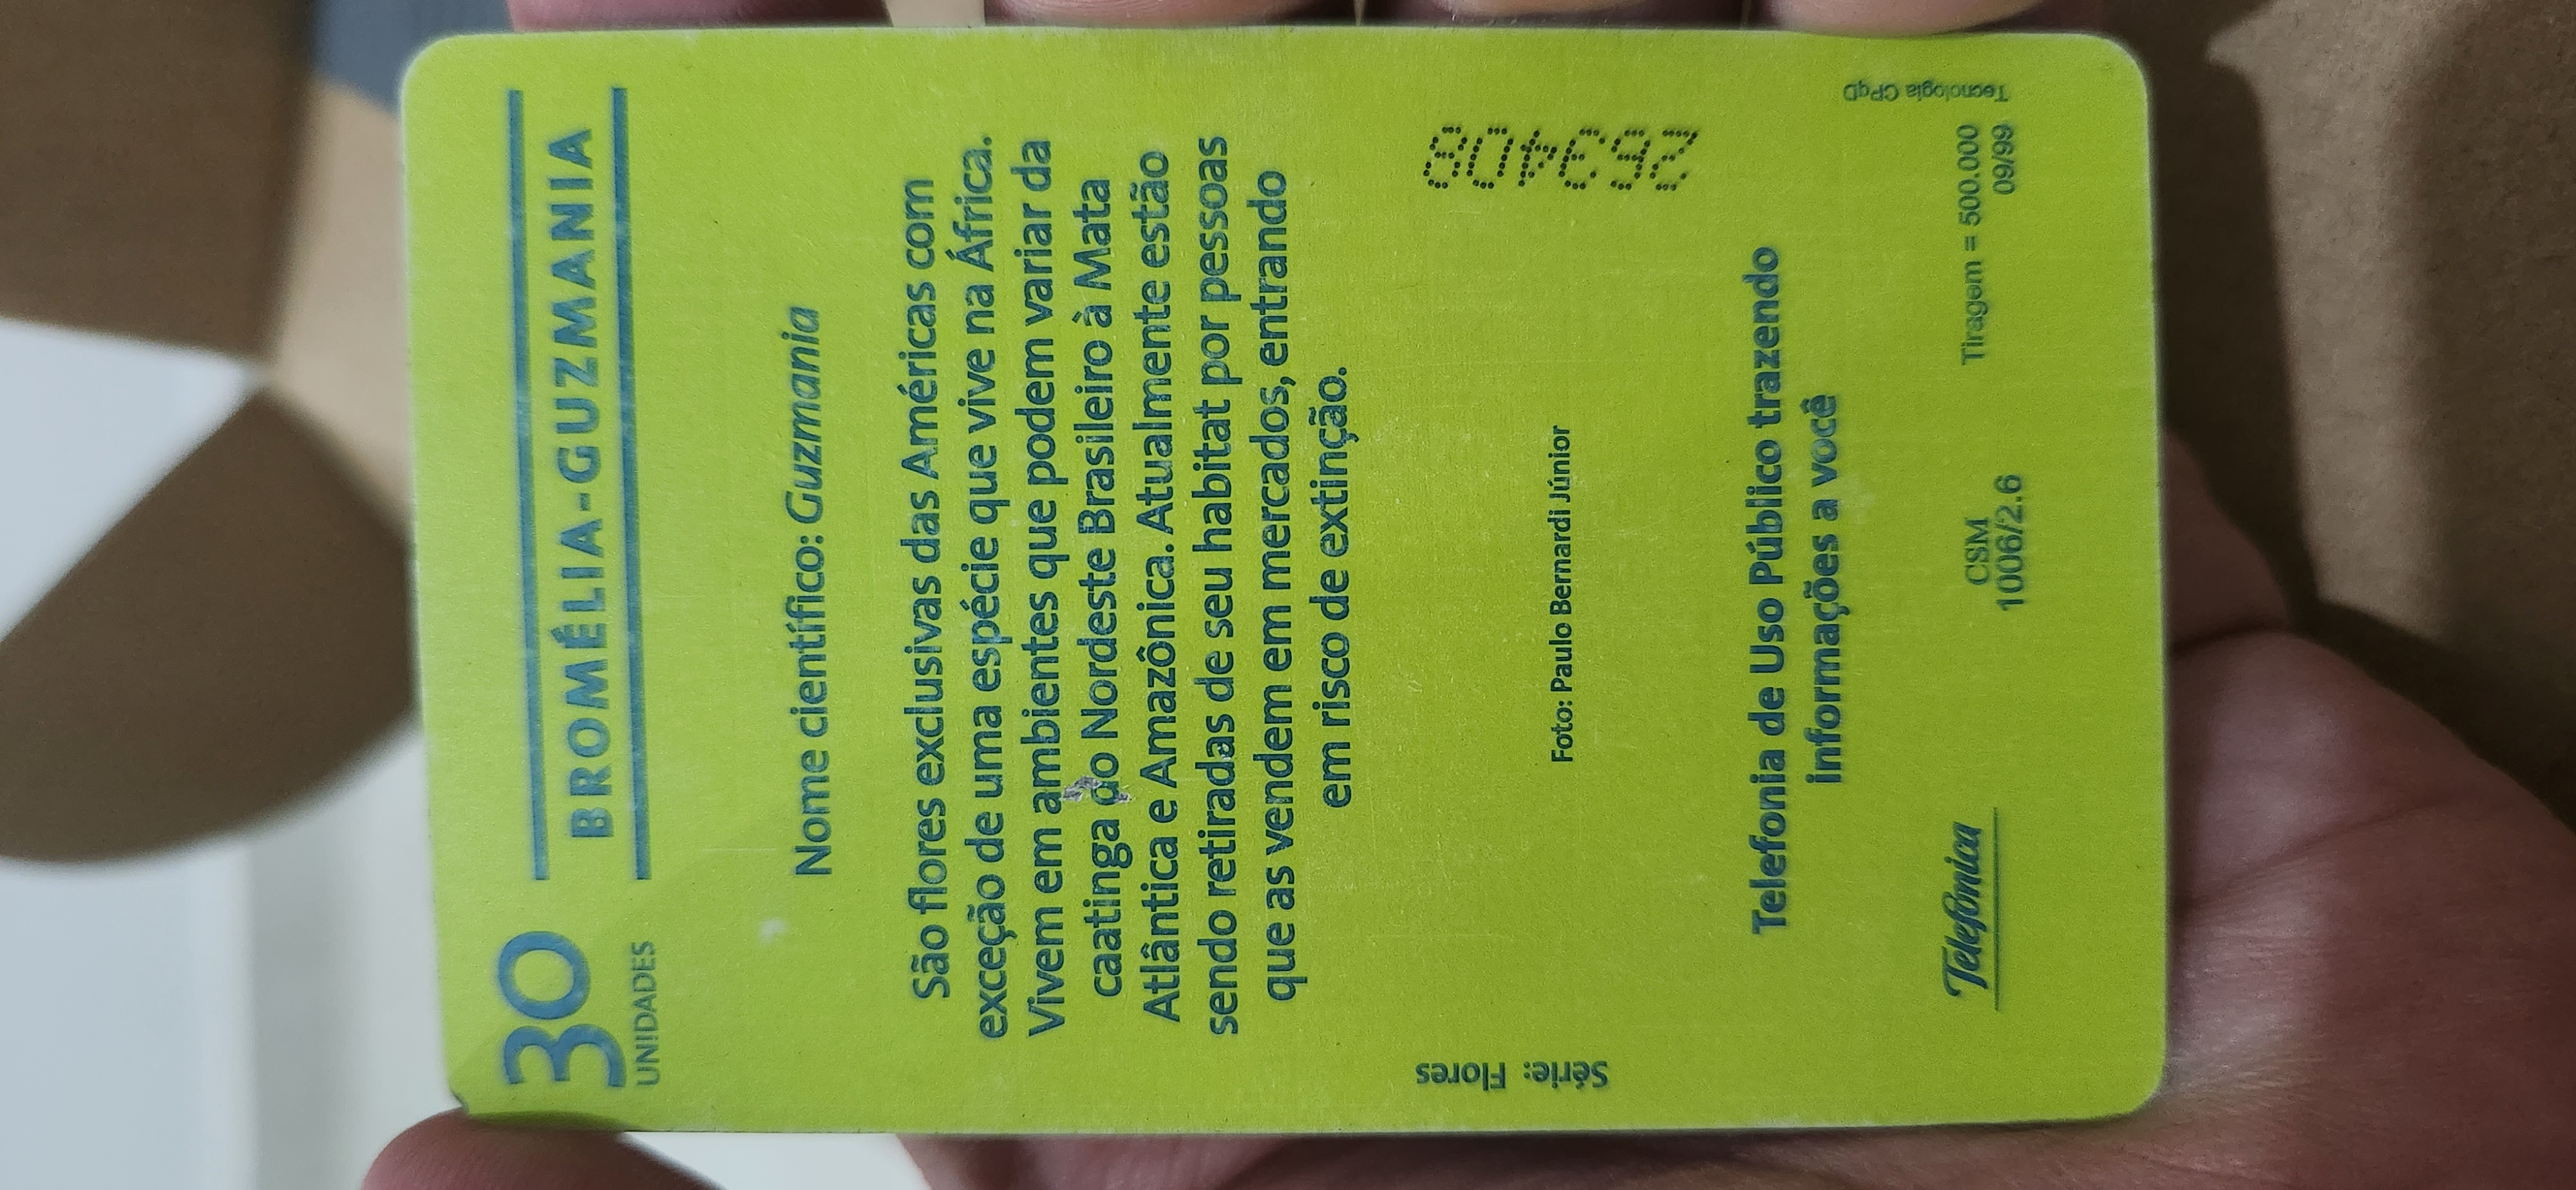 30
UNIDADES
BROMÉLIA-GUZMANIA
Nome científico: Guzmania
São flores exclusivas das Américas com
exceção de uma espécie que vive na África.
Vivem em ambientes que podem variar da
caatinga do Nordeste Brasileiro à Mata
Atlântica e Amazônica. Atualmente estão
sendo retiradas de seu habitat por pessoas
que as vendem em mercados, entrando
em risco de extinção.
Série: Flores
Foto: Paulo Bernardi Júnior
263408
Telefonia de Uso Público trazendo
informações a você
Telefónica
CSM
1006/2.6
Tiragem = 500.000
09/99
Tecnologia CPqD